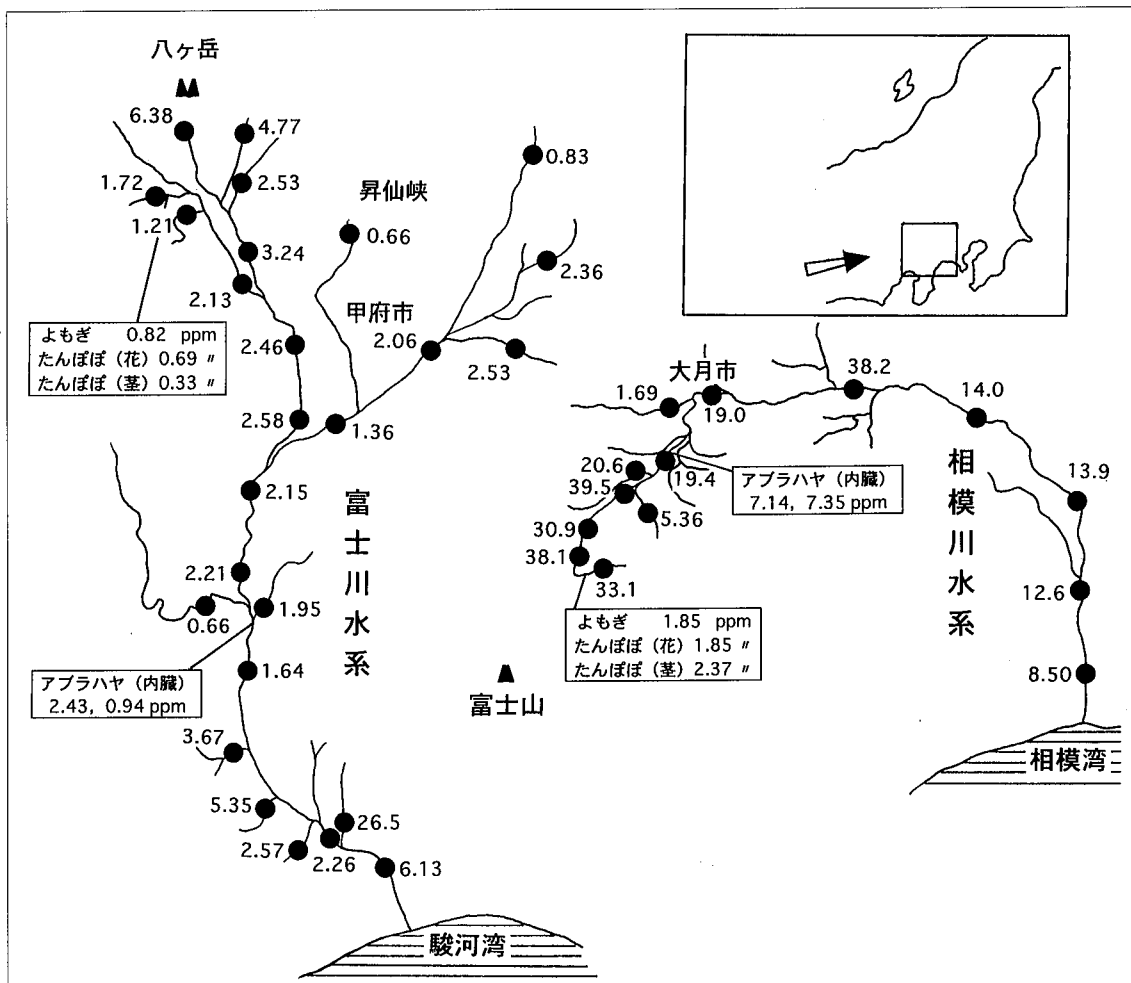 八ヶ岳
6.38
4.77
1.72
2.53
1.21
3.24
2.13
2.46
2.58
よもぎ 0.82 ppm
たんぽぽ（花）0.69 〃
たんぽぽ（茎）0.33 〃
昇仙峡
0.66
甲府市
0.83
2.36
2.06
2.53
1.36
2.15
2.21
0.66
1.95
富士川水系
アブラハヤ（内臓）
2.43, 0.94 ppm
1.64
3.67
5.35
2.57
2.26
26.5
6.13
駿河湾
大月市
1.69
19.0
38.2
14.0
13.9
12.6
8.50
相模川水系
相模湾
20.6
19.4
39.5
5.36
30.9
38.1
33.1
アブラハヤ（内臓）
7.14, 7.35 ppm
よもぎ 1.85 ppm
たんぽぽ（花）1.85 〃
たんぽぽ（茎）2.37 〃
富士山